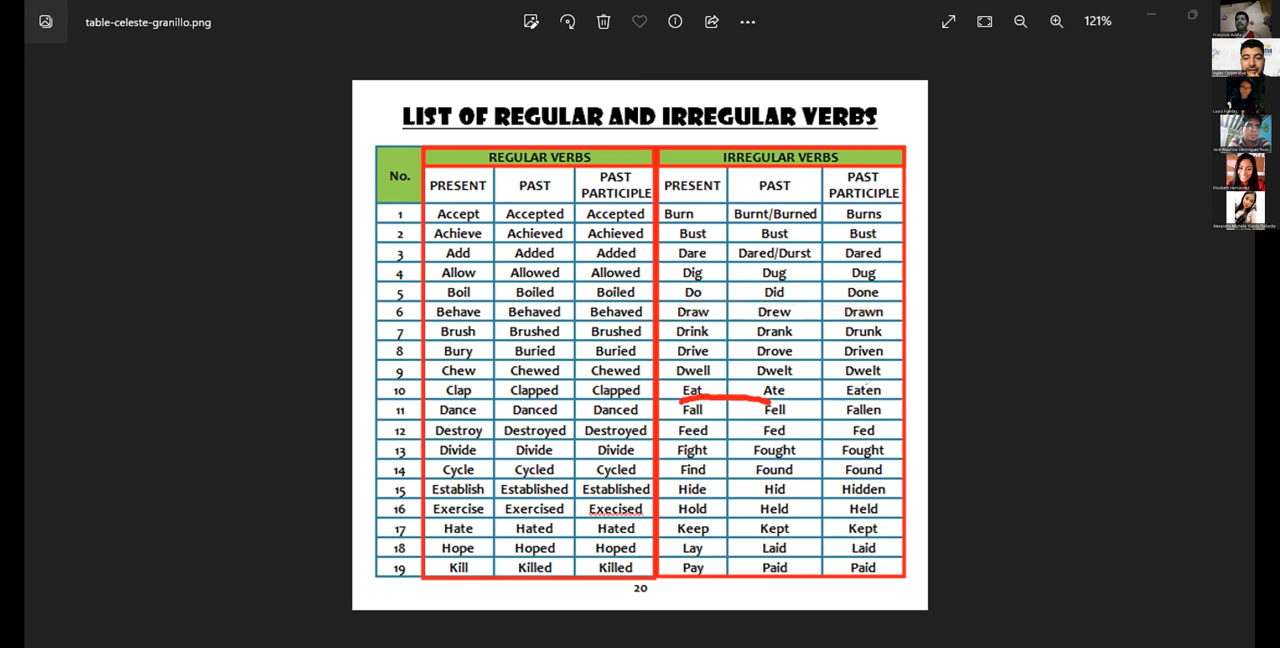 table-celeste-granillo.png
121%
LIST OF REGULAR AND IRREGULAR VERBS
No. REGULAR VERBS IRREGULAR VERBS
PRESENT PAST PAST PARTICIPLE PRESENT PAST PAST PARTICIPLE
1 Accept Accepted Accepted Burn Burnt/Burned Burns
2 Achieve Achieved Achieved Bust Bust Bust
3 Add Added Added Dare Dared/Durst Dared
4 Allow Allowed Allowed Dig Dug Dug
5 Boil Boiled Boiled Do Did Done
6 Behave Behaved Behaved Draw Drew Drawn
7 Brush Brushed Brushed Drink Drank Drunk
8 Bury Buried Buried Drive Drove Driven
9 Chew Chewed Chewed Dwell Dwelt Dwelt
10 Clap Clapped Clapped Eat Ate Eaten
11 Dance Danced Danced Fall Fell Fallen
12 Destroy Destroyed Destroyed Feed Fed Fed
13 Divide Divide Divide Fight Fought Fought
14 Cycle Cycled Cycled Find Found Found
15 Establish Established Established Hide Hid Hidden
16 Exercise Exercised Execised Hold Held Held
17 Hate Hated Hated Keep Kept Kept
18 Hope Hoped Hoped Lay Laid Laid
19 Kill Killed Killed Pay Paid Paid
20